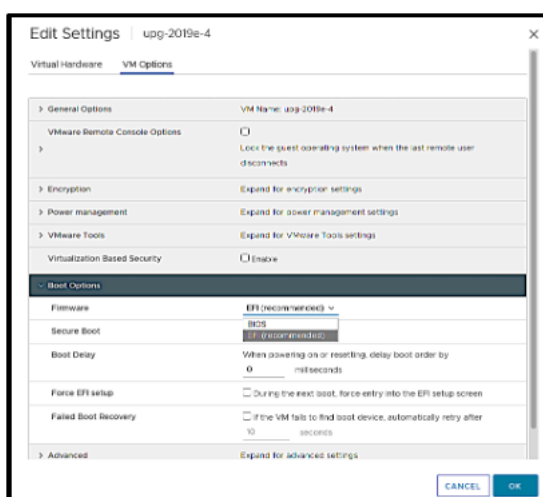 Edit Settings | upg-2019e-4
Virtual Hardware VM Options
General Options VM Name: upg-2019e-4
VMware Remote Console Options
Lock the guest operating system when the last remote user
disconnects
Encryption Expand for encryption settings
Power management Expand for power management settings
VMware Tools Expand for VMware Tools settings
Virtualization Based Security Enable
Boot Options
Firmware EFI (recommended)
BIOS
Secure Boot EFI (recommended)
Boot Delay When powering on or resetting, delay boot order by
0 milliseconds
Force EFI setup During the next boot, force entry into the EFI setup screen
Failed Boot Recovery If the VM fails to find boot device, automatically retry after
10 seconds
Advanced Expand for advanced settings
CANCEL OK